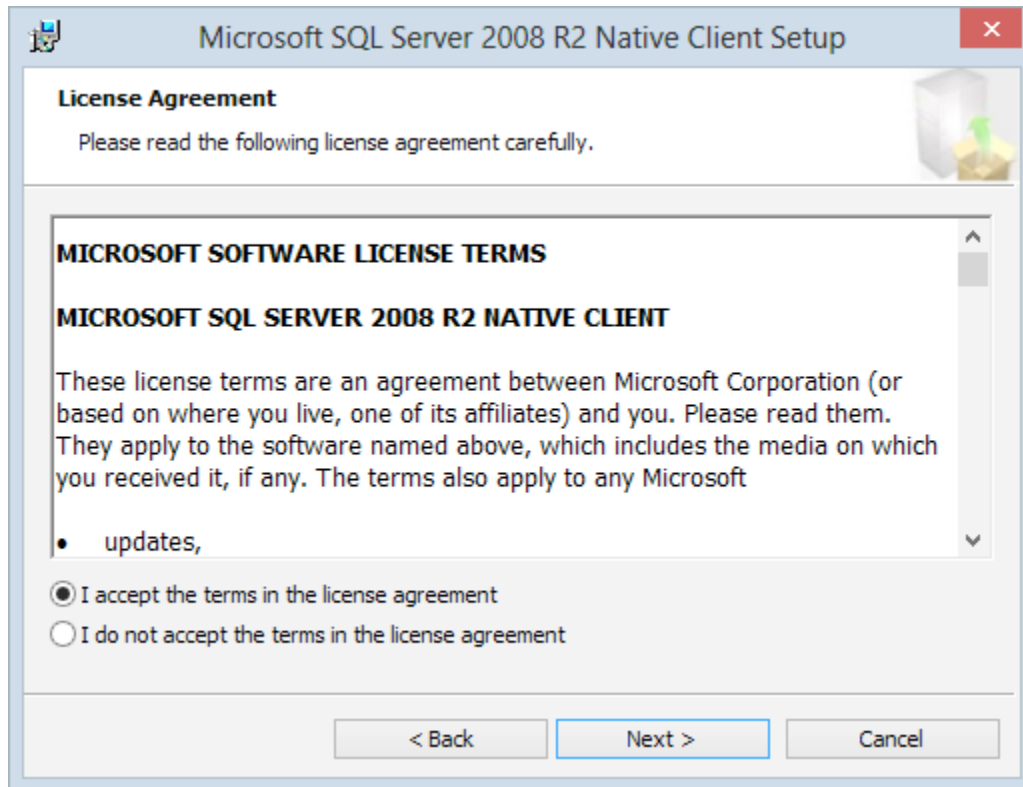 Microsoft SQL Server 2008 R2 Native Client Setup
License Agreement
Please read the following license agreement carefully.
MICROSOFT SOFTWARE LICENSE TERMS
MICROSOFT SQL SERVER 2008 R2 NATIVE CLIENT
These license terms are an agreement between Microsoft Corporation (or
based on where you live, one of its affiliates) and you. Please read them.
They apply to the software named above, which includes the media on which
you received it, if any. The terms also apply to any Microsoft
• updates,
I accept the terms in the license agreement
I do not accept the terms in the license agreement
< Back
Next >
Cancel